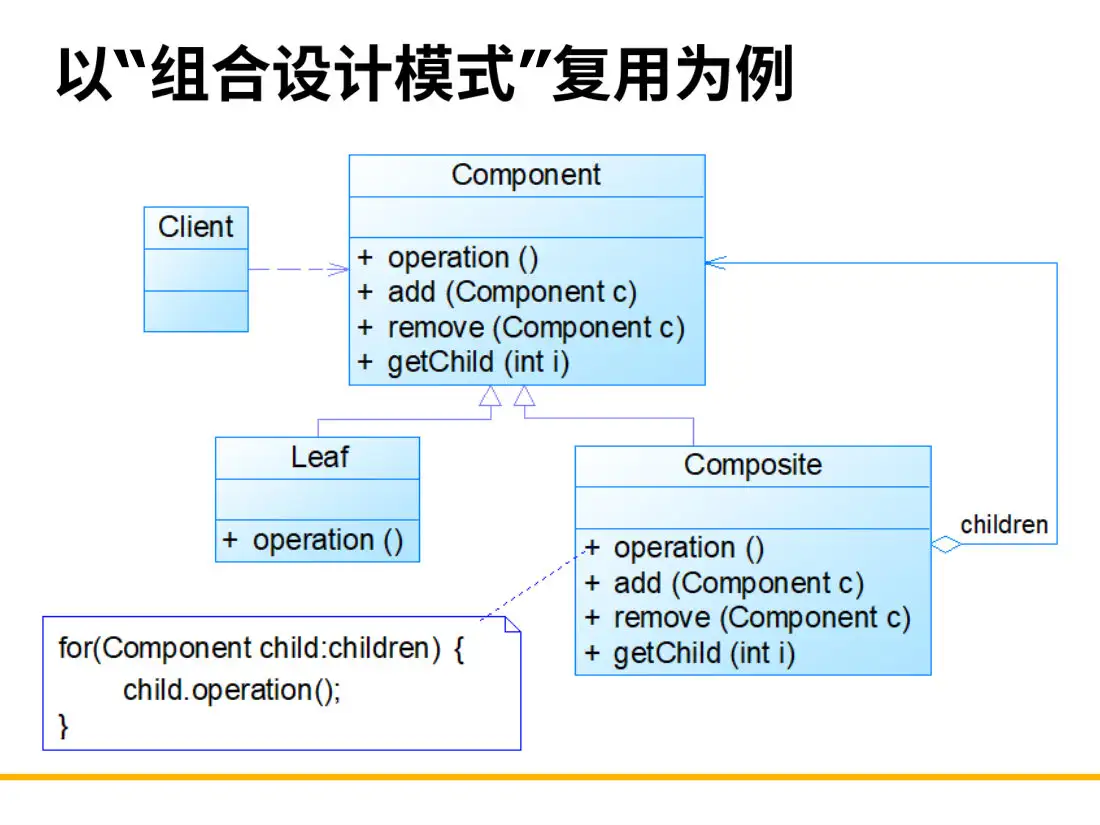 以“组合设计模式”复用为例
Component
Client
+ operation ()
+ add (Component c)
+ remove (Component c)
+ getChild (int i)
Leaf
+ operation ()
Composite
+ operation ()
+ add (Component c)
+ remove (Component c)
+ getChild (int i)
children
for(Component child:children) {
child.operation();
}